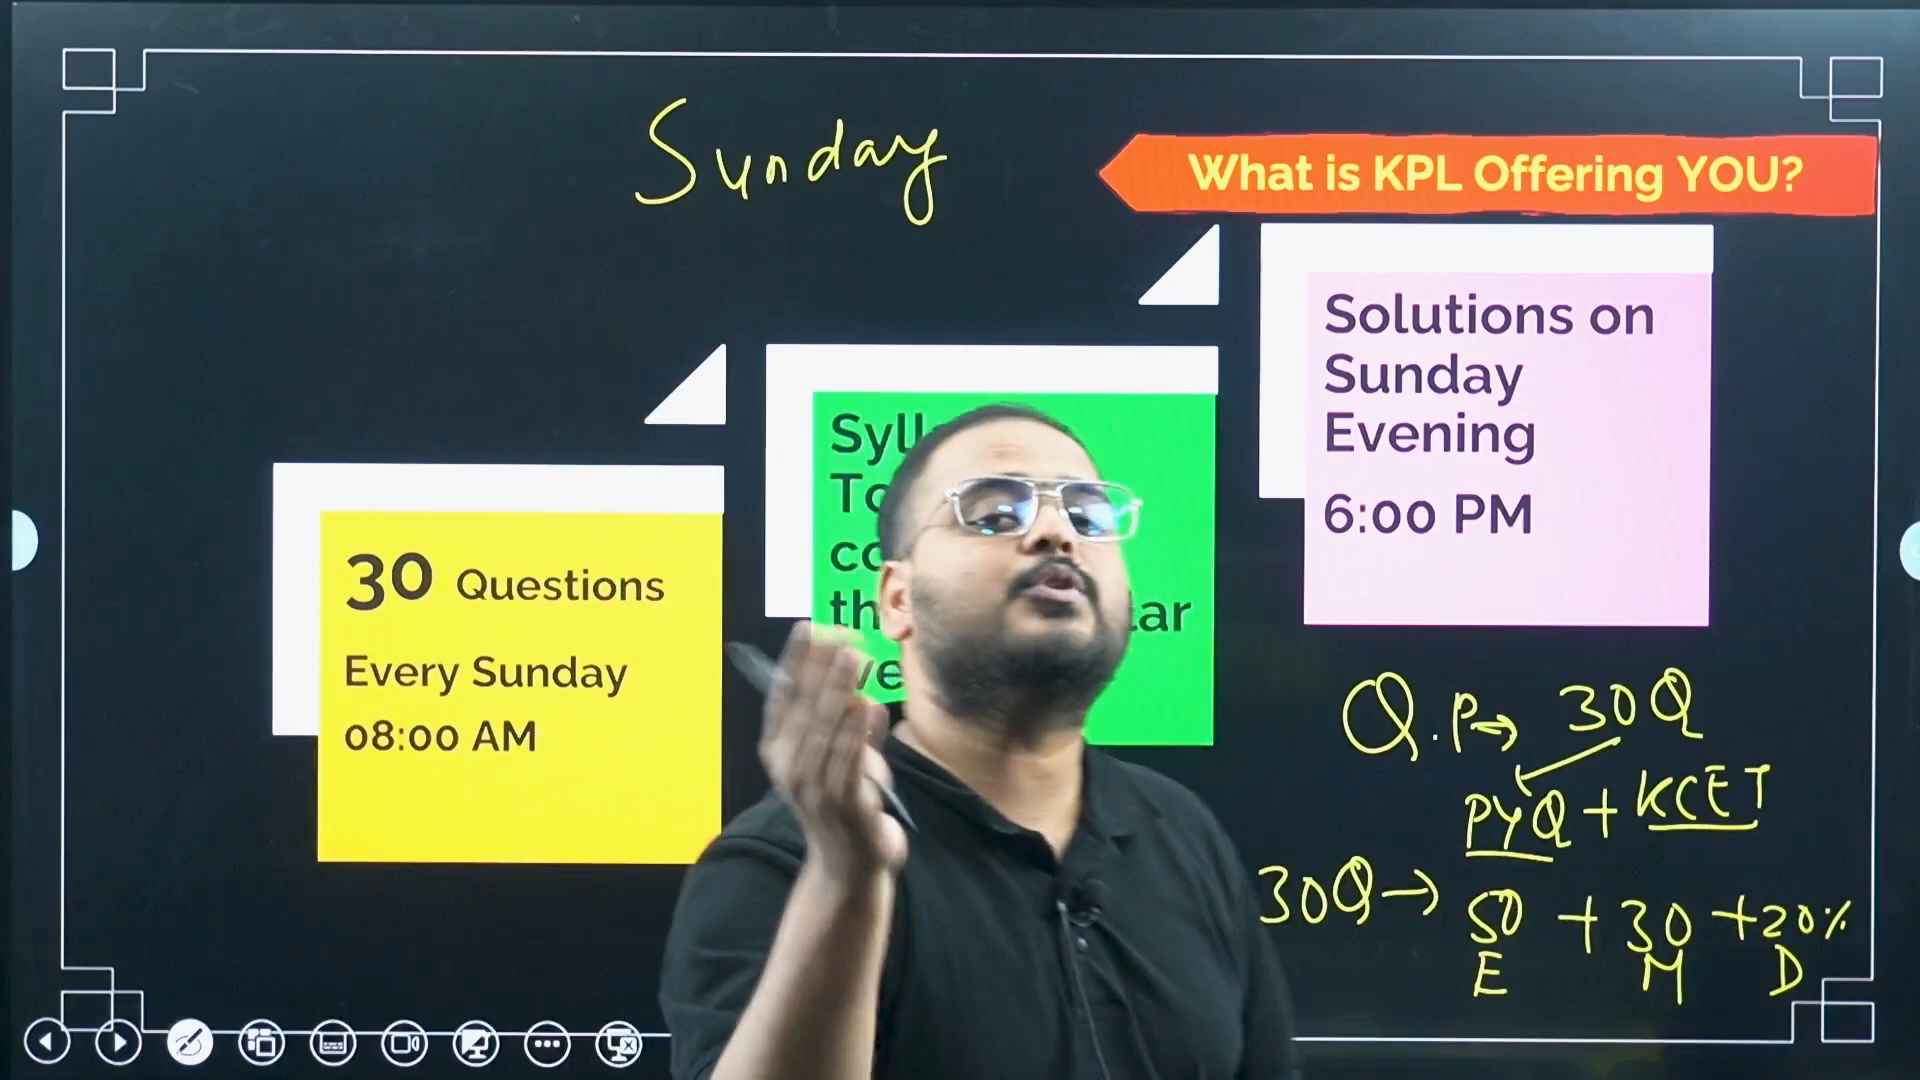 Sunday
What is KPL Offering YOU?
30 Questions
Every Sunday
08:00 AM
Solutions on
Sunday
Evening
6:00 PM
Q.P→ 30Q
PYQ + KCET
30Q → 50 + 30 + 20%
E M D